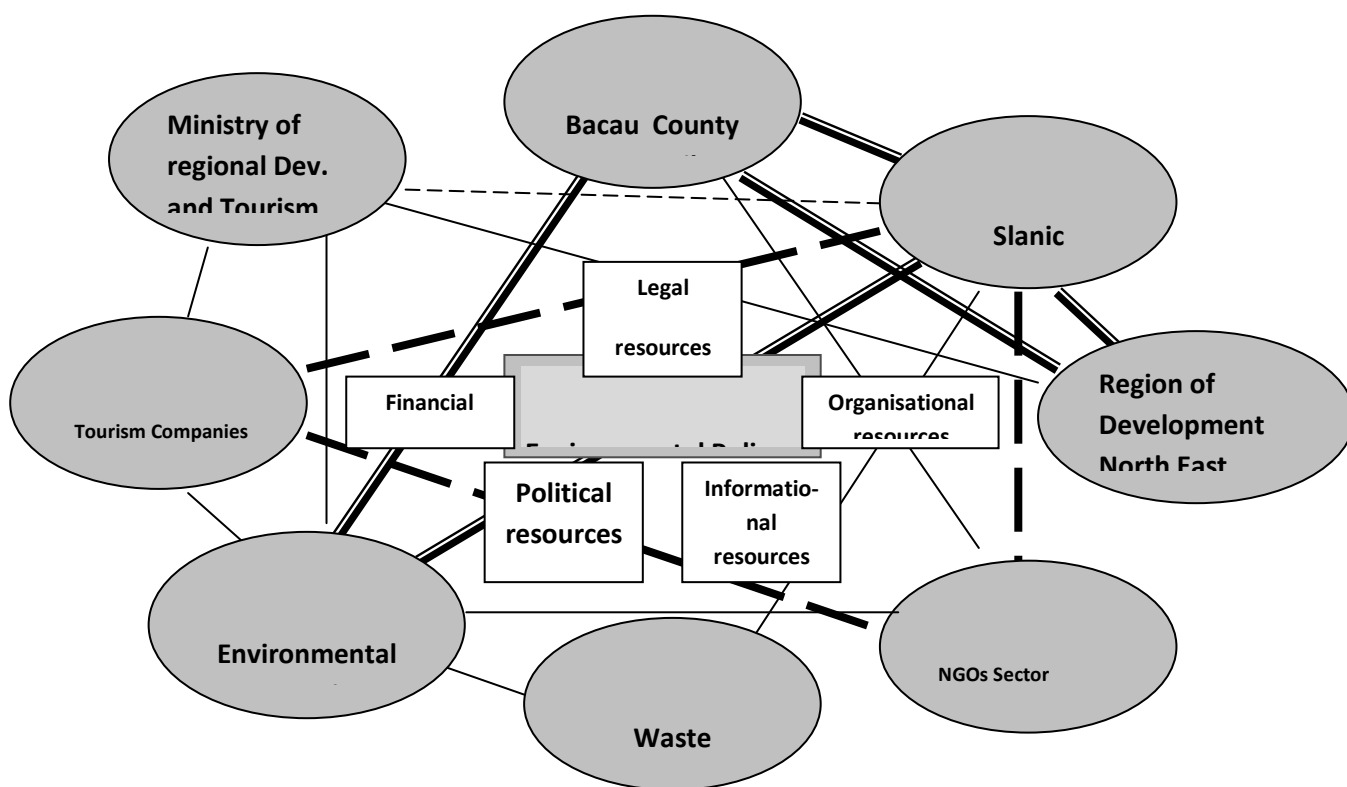 Bacau County
Ministry of
regional Dev.
and Tourism
Slanic
Legal
resources
Region of
Development
North East
Financial
Organisational
resources
Tourism Companies
Political
resources
Informatio-
nal
resources
Environmental
NGOs Sector
Waste